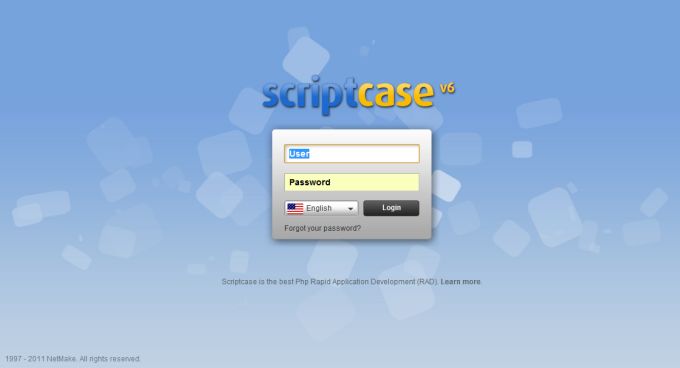 scriptcase v6
User
Password
English Login
Forgot your password?
Scriptcase is the best Php Rapid Application Development (RAD). Learn more.
1997 - 2011 NetMake. All rights reserved.